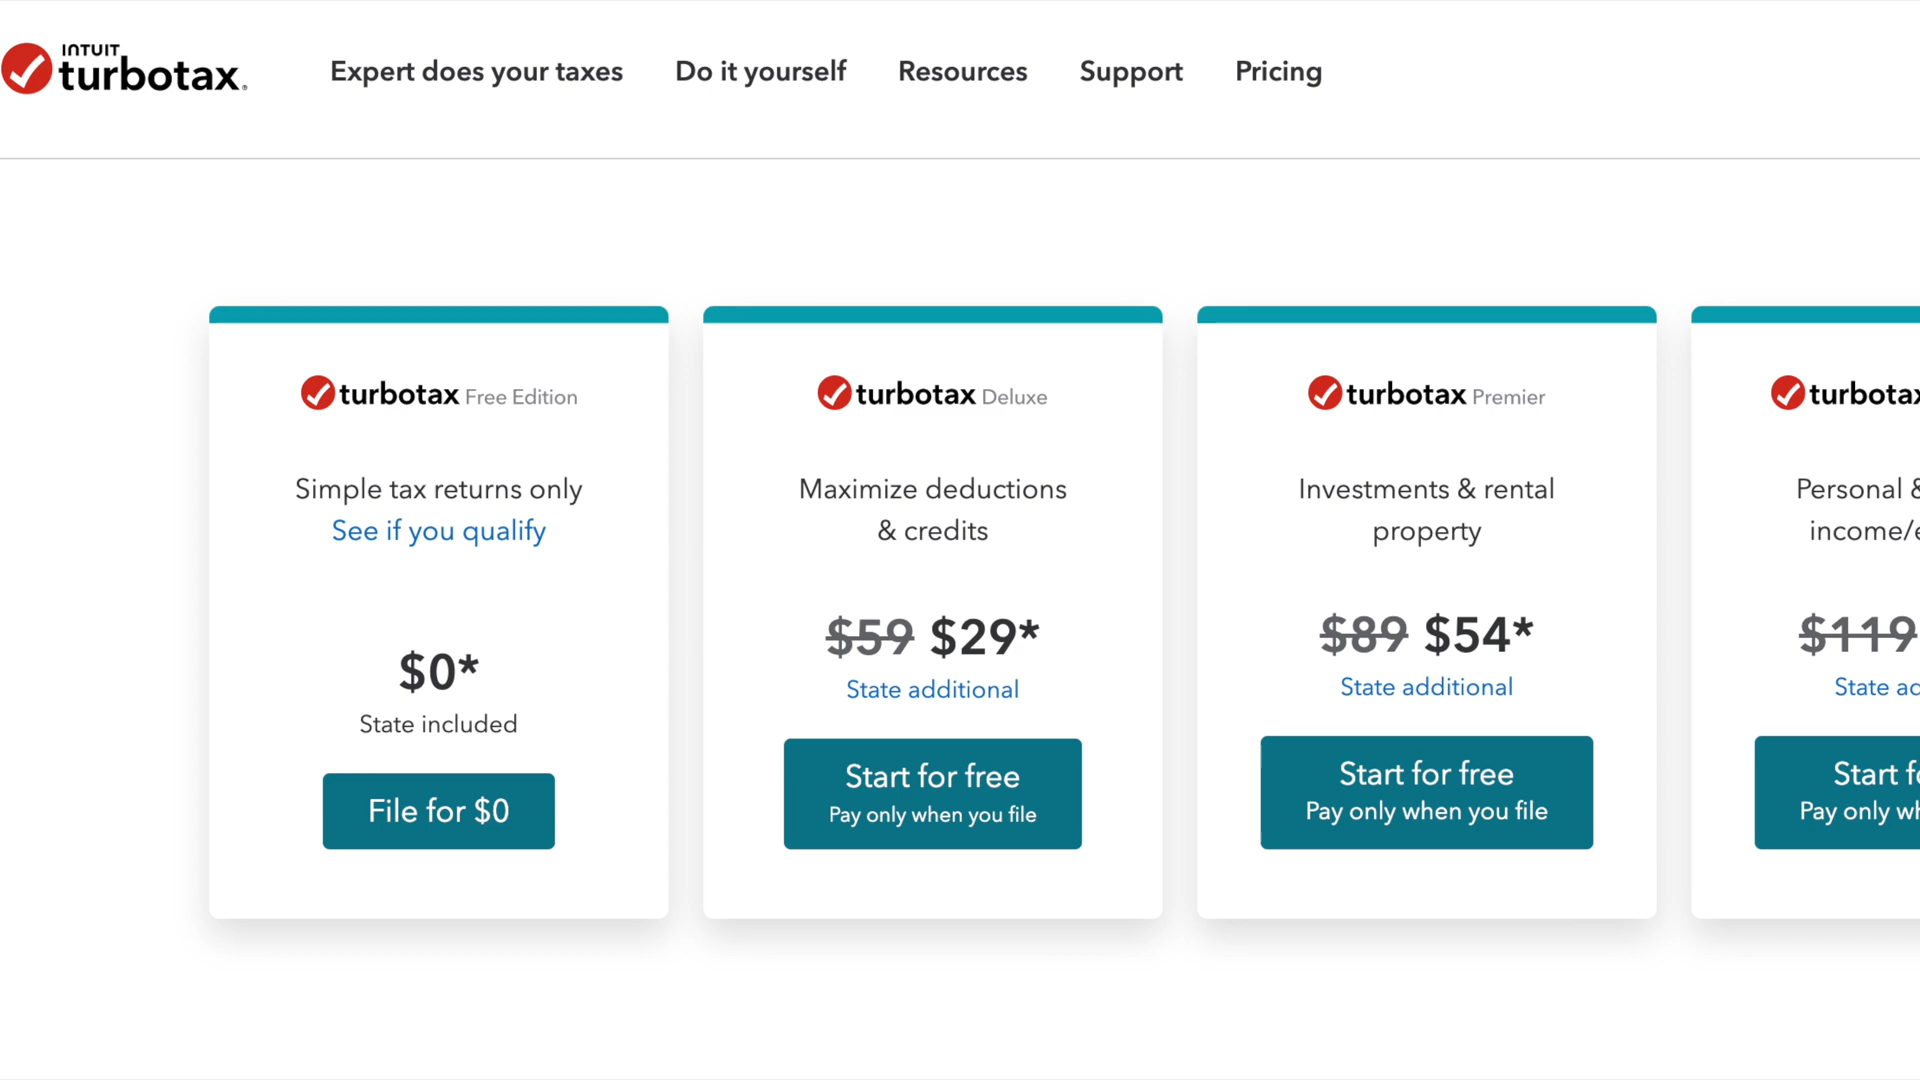 INTUIT
turbotax
Expert does your taxes
Do it yourself
Resources
Support
Pricing
turbotax Free Edition
Simple tax returns only
See if you qualify
$0*
State included
File for $0
turbotax Deluxe
Maximize deductions
& credits
$59 $29*
State additional
Start for free
Pay only when you file
turbotax Premier
Investments & rental
property
$89 $54*
State additional
Start for free
Pay only when you file
turbotax
Personal &
income/
$119
State
Start
Pay only